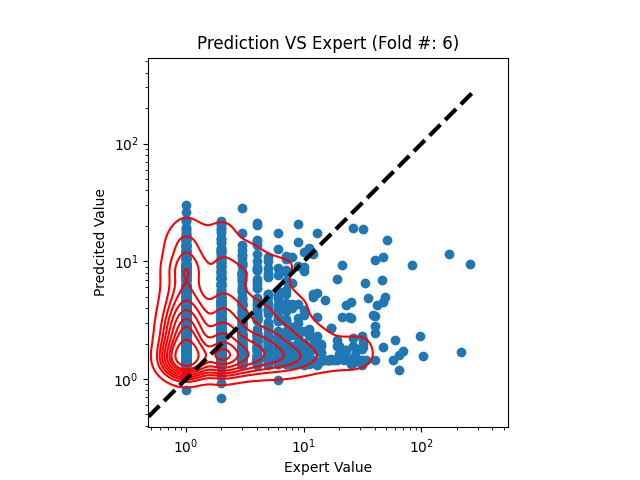 Prediction VS Expert (Fold #: 6)
Predcited Value
10²
10¹
10⁰
10⁰ 10¹ 10²
Expert Value